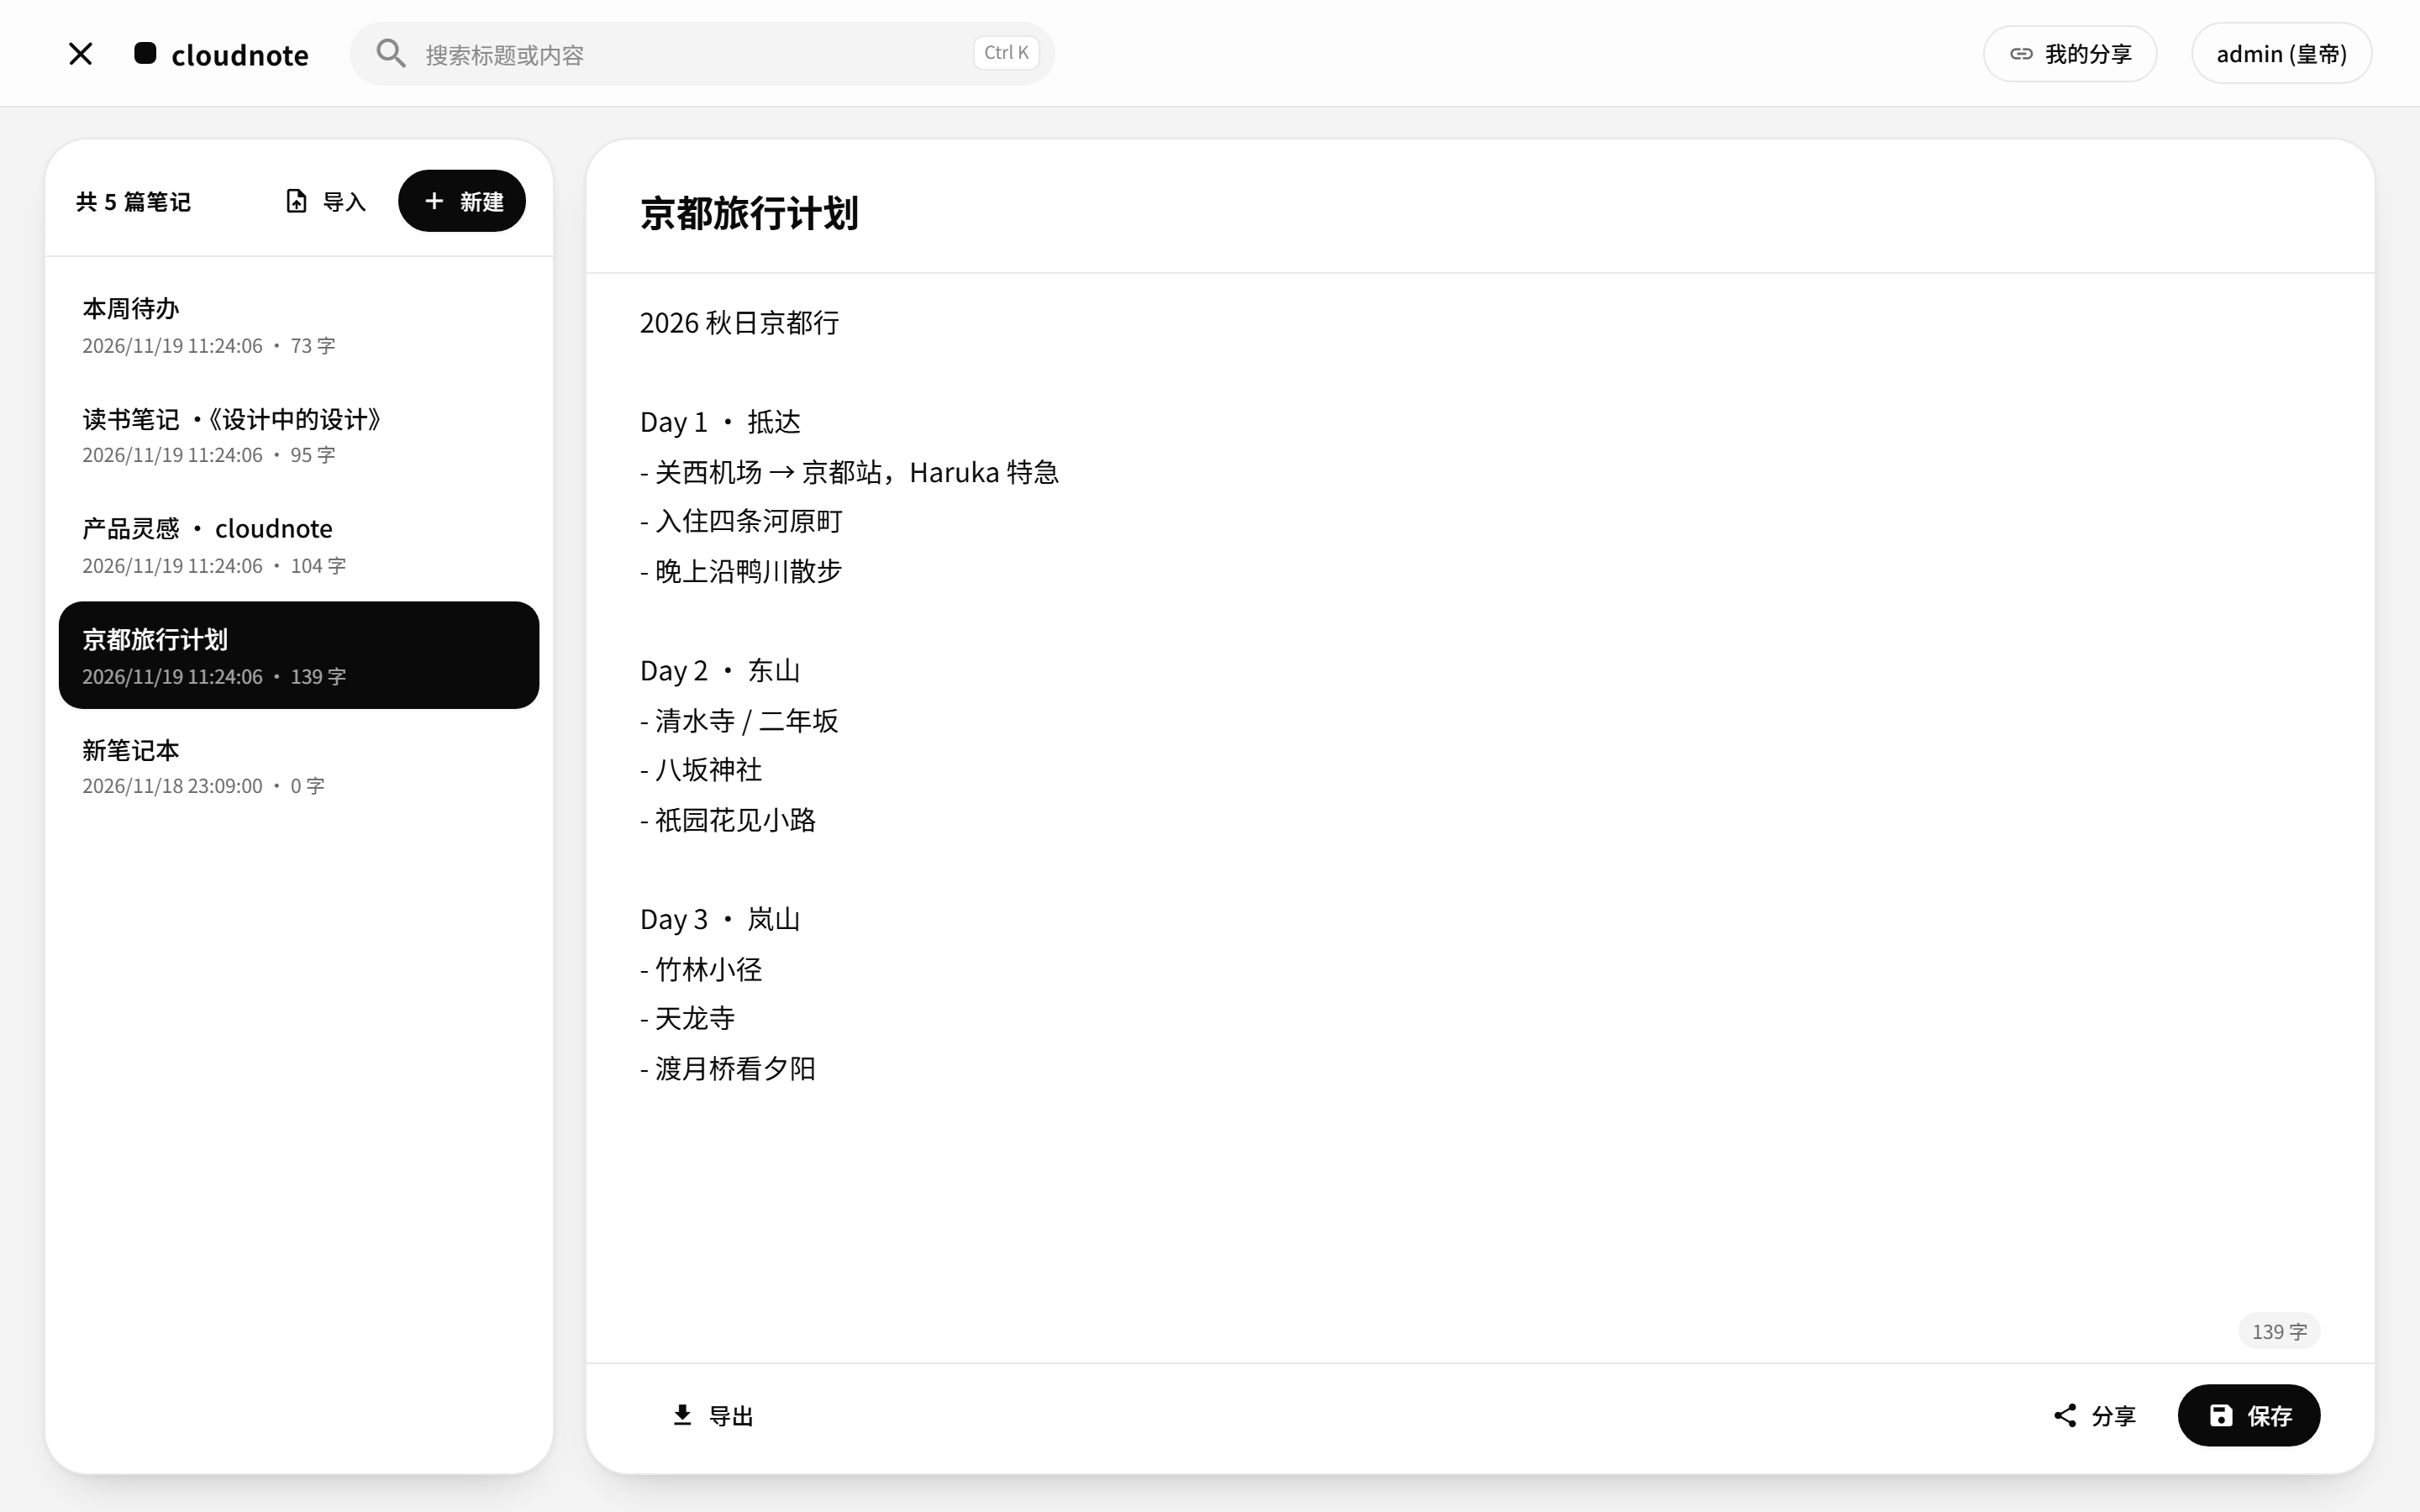 cloudnote
搜索标题或内容
Ctrl K
我的分享
admin (皇帝)
共 5 篇笔记
导入
新建
本周待办
2026/11/19 11:24:06 · 73 字
读书笔记 ·《设计中的设计》
2026/11/19 11:24:06 · 95 字
产品灵感 · cloudnote
2026/11/19 11:24:06 · 104 字
京都旅行计划
2026/11/19 11:24:06 · 139 字
新笔记本
2026/11/18 23:09:00 · 0 字
京都旅行计划
2026 秋日京都行
Day 1 · 抵达
- 关西机场 → 京都站，Haruka 特急
- 入住四条河原町
- 晚上沿鸭川散步
Day 2 · 东山
- 清水寺 / 二年坂
- 八坂神社
- 祇园花见小路
Day 3 · 岚山
- 竹林小径
- 天龙寺
- 渡月桥看夕阳
139 字
导出
分享
保存